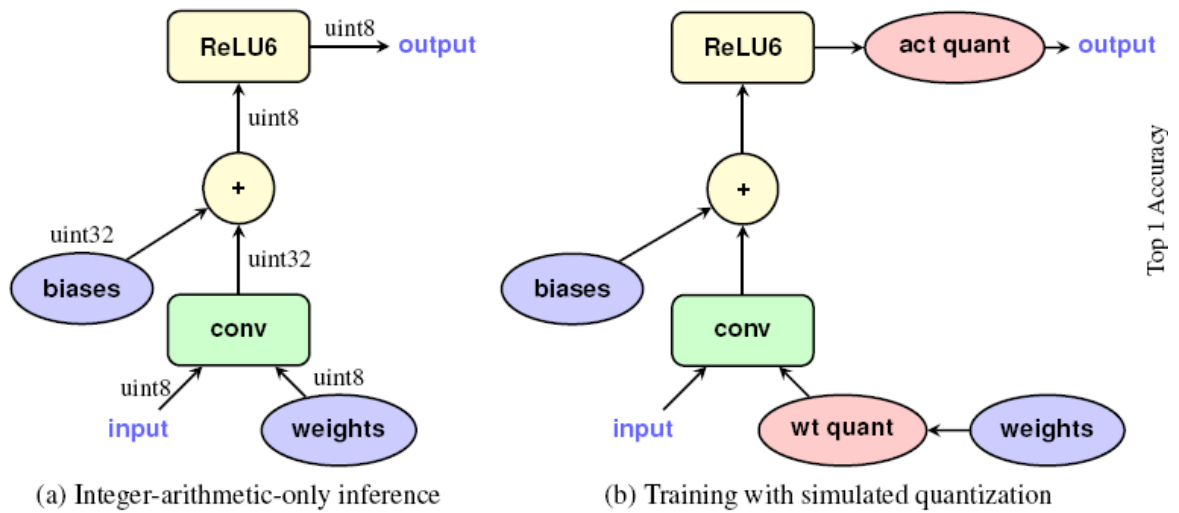 ReLU6
uint8
output
uint8
+
uint32
biases
uint32
conv
uint8
uint8
input
weights
(a) Integer-arithmetic-only inference
ReLU6
act quant
output
+
biases
conv
input
wt quant
weights
(b) Training with simulated quantization
Top 1 Accuracy